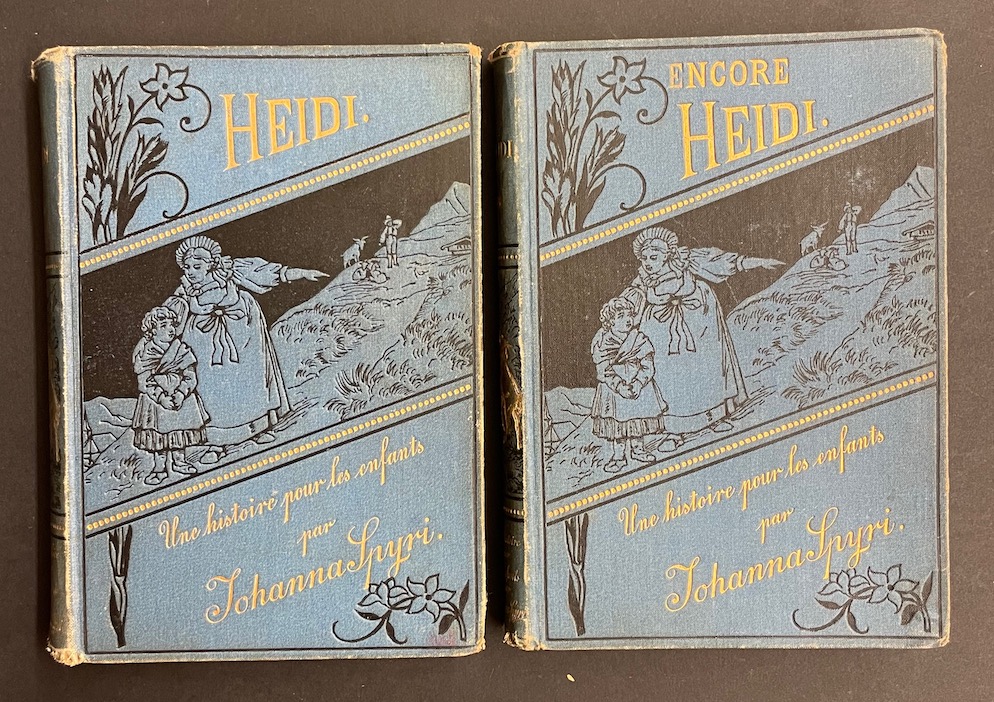 HEIDI.
Une histoire pour les enfants
par
Johanna Spyri.
ENCORE
HEIDI.
Une histoire pour les enfants
par
Johanna Spyri.